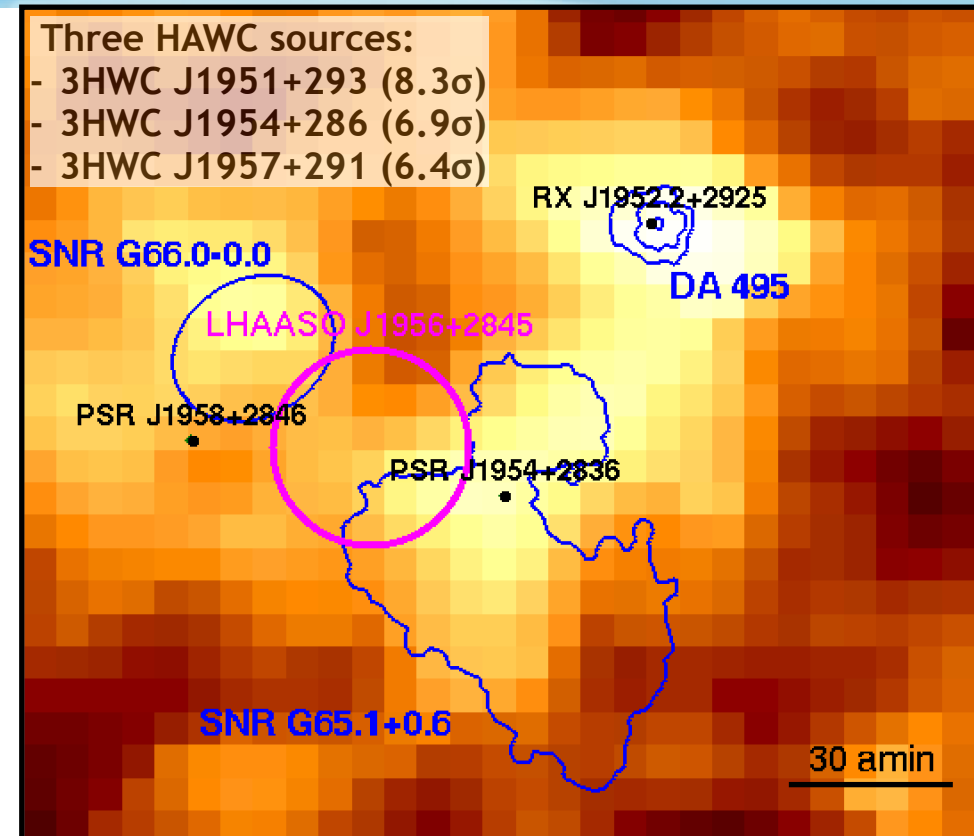 Three HAWC sources:
- 3HWC J1951+293 (8.3σ)
- 3HWC J1954+286 (6.9σ)
- 3HWC J1957+291 (6.4σ)
RX J1952.2+2925
SNR G66.0-0.0
DA 495
LHAASO J1956+2845
PSR J1958+2846
PSR J1954+2836
SNR G65.1+0.6
30 amin